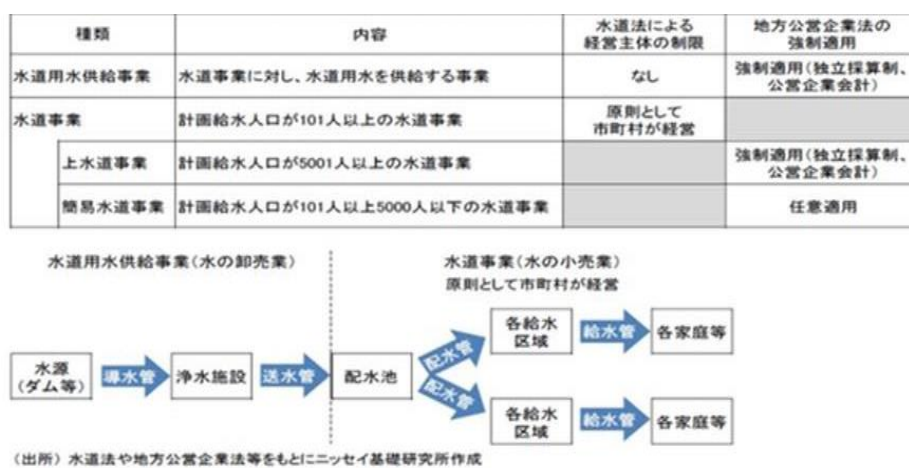 種類 内容 水道法による 地方公営企業法の
経営主体の制限 強制適用
水道用水供給事業 水道事業に対し、水道用水を供給する事業 なし 強制適用(独立採算制、
公営企業会計)
水道事業 計画給水人口が101人以上の水道事業 原則として
市町村が経営
上水道事業 計画給水人口が5001人以上の水道事業 強制適用(独立採算制、
公営企業会計)
簡易水道事業 計画給水人口が101人以上5000人以下の水道事業 任意適用
水道用水供給事業(水の卸売業) 水道事業(水の小売業)
原則として市町村が経営
水源
(ダム等)
導水管
浄水施設
送水管
配水池
配水管
各給水
区域
給水管
各家庭等
配水管
各給水
区域
給水管
各家庭等
(出所) 水道法や地方公営企業法等をもとにニッセイ基礎研究所作成